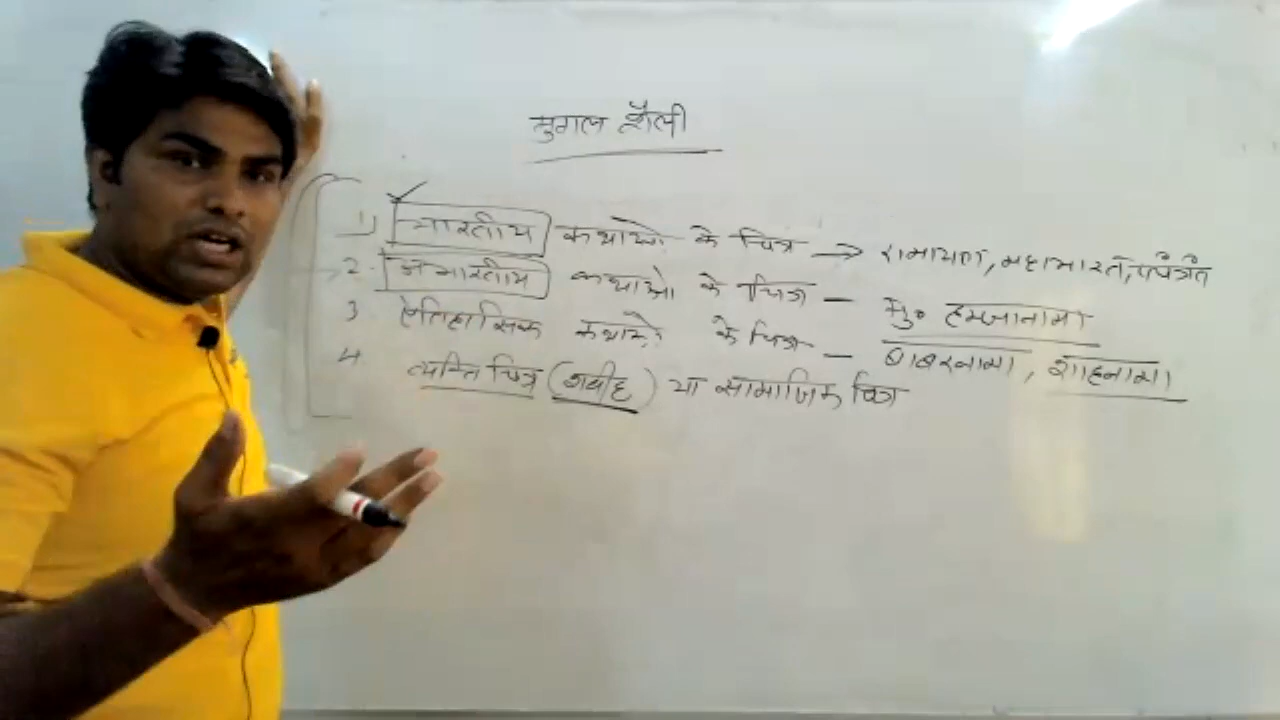 मुगल शैली
1) भारतीय कथाओ के चित्र → रामायण, महाभारत, पंचतंत्र
2. अभारतीय कथाओ के चित्र – मु० हम्जानामा
3 ऐतिहासिक कथाओ के चित्र – बाबरनामा, शाहनामा
4 व्यक्ति चित्र (शबीह) या सामाजिक चित्र